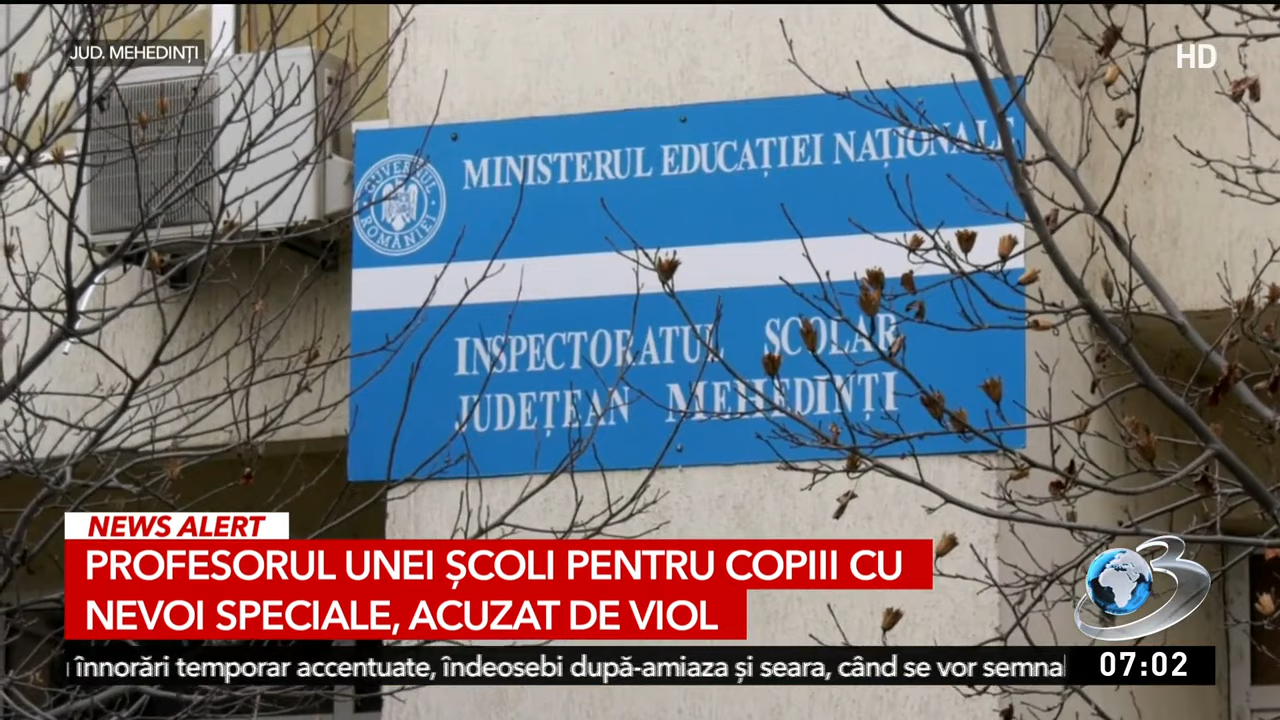 JUD. MEHEDINȚI
HD
GUVERNUL ROMÂNIEI
MINISTERUL EDUCAȚIEI NAȚIONALE
INSPECTORATUL ȘCOLAR
JUDEȚEAN MEHEDINȚI
NEWS ALERT
PROFESORUL UNEI ȘCOLI PENTRU COPIII CU
NEVOI SPECIALE, ACUZAT DE VIOL
3
înnorări temporar accentuate, îndeosebi după-amiaza și seara, când se vor semnal
07:02